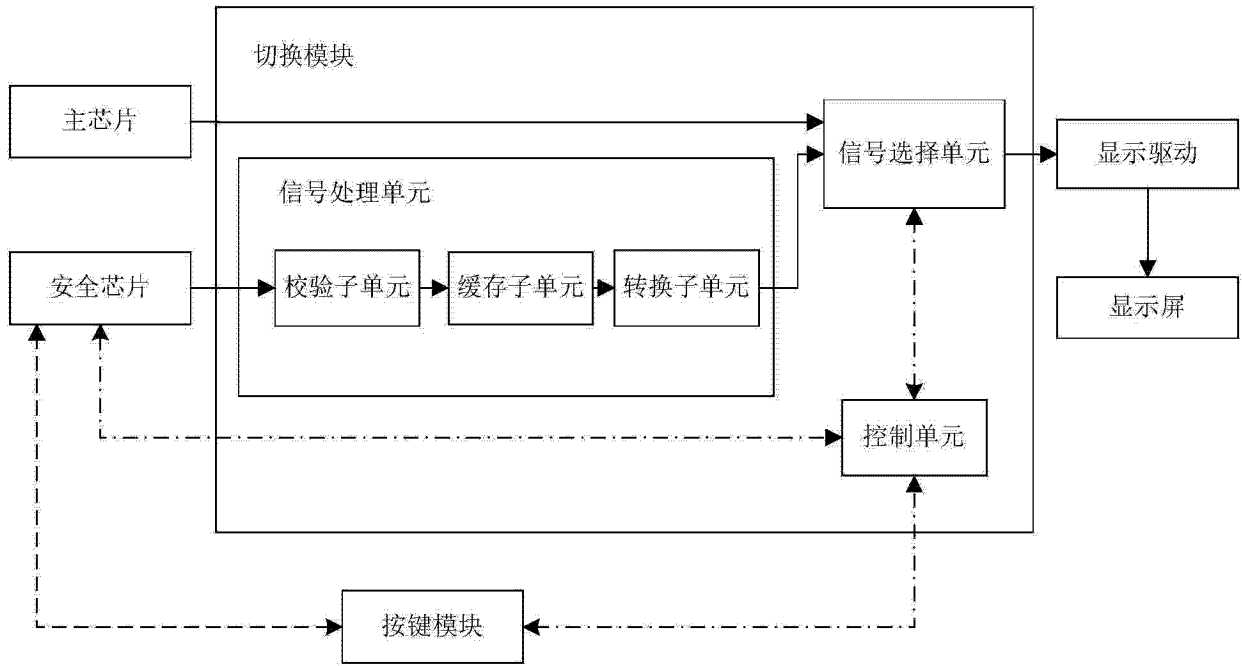 切换模块
主芯片
信号选择单元
显示驱动
信号处理单元
安全芯片
校验子单元
缓存子单元
转换子单元
显示屏
控制单元
按键模块